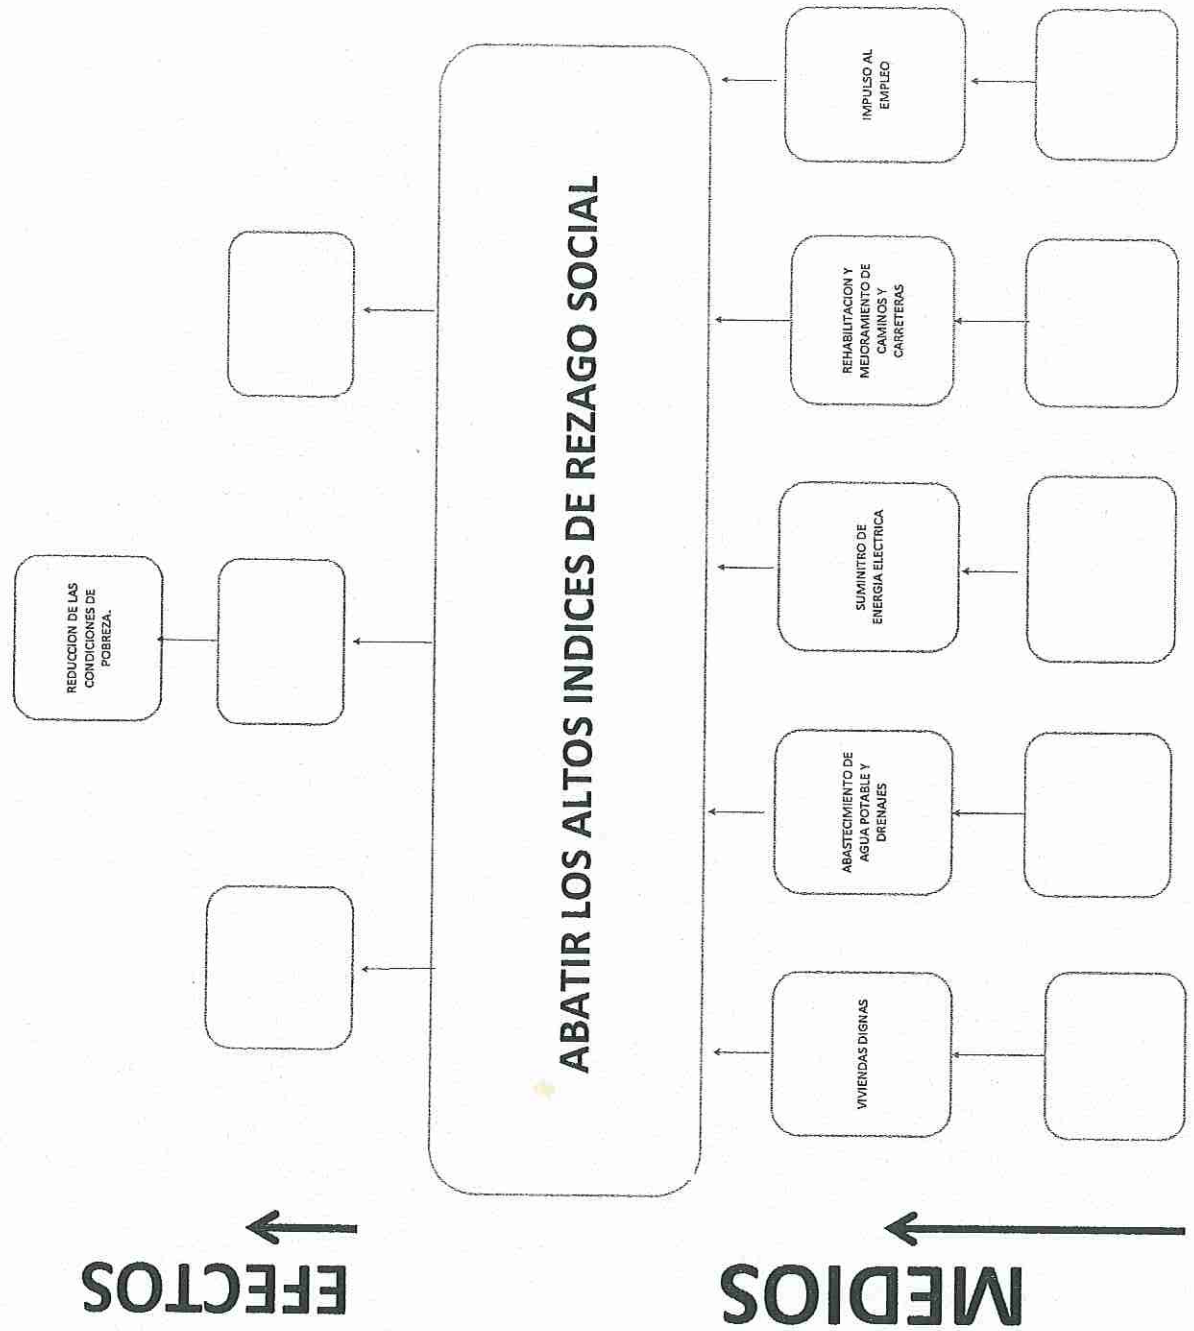 EFECTOS
REDUCCION DE LAS
CONDICIONES DE
POBREZA.
ABATIR LOS ALTOS INDICES DE REZAGO SOCIAL
MEDIOS
VIVIENDAS DIGNAS
ABASTECIMIENTO DE
AGUA POTABLE Y
DRENAJES
SUMINITRO DE
ENERGIA ELECTRICA
REHABILITACION Y
MEJORAMIENTO DE
CAMINOS Y
CARRETERAS
IMPULSO AL
EMPLEO